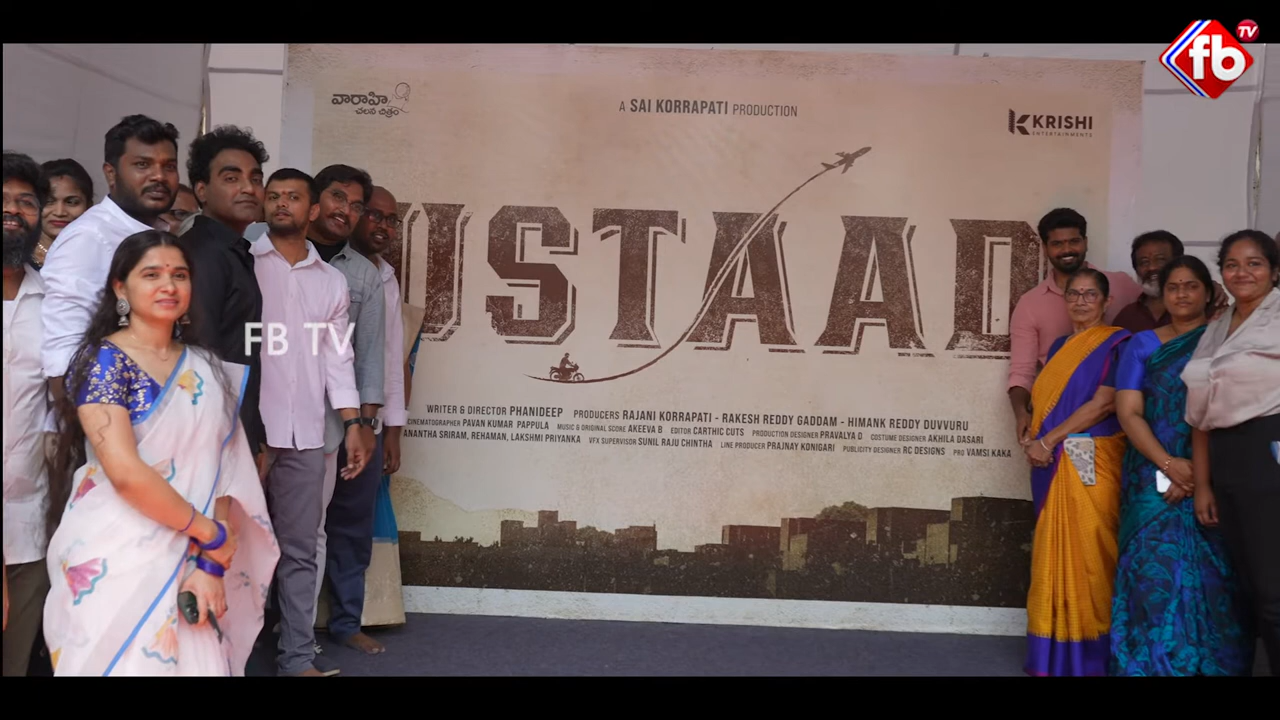 fb TV
వారాహి
చలన చిత్రం
A SAI KORRAPATI PRODUCTION
KRISHI
ENTERTAINMENTS
USTAAD
FB TV
WRITER & DIRECTOR PHANIDEEP PRODUCERS RAJANI KORRAPATI - RAKESH REDDY GADDAM - HIMANK REDDY DUVVURU
CINEMATOGRAPHER PAVAN KUMAR PAPPULA MUSIC & ORIGINAL SCORE AKEEVA B EDITOR CARTHIC CUTS PRODUCTION DESIGNER PRAVALYA D COSTUME DESIGNER AKHILA DASARI
ANANTHA SRIRAM, REHAMAN, LAKSHMI PRIYANKA VFX SUPERVISOR SUNIL RAJU CHINTHA LINE PRODUCER PRAJNAY KONIGARI PUBLICITY DESIGNER RC DESIGNS PRO VAMSI KAKA